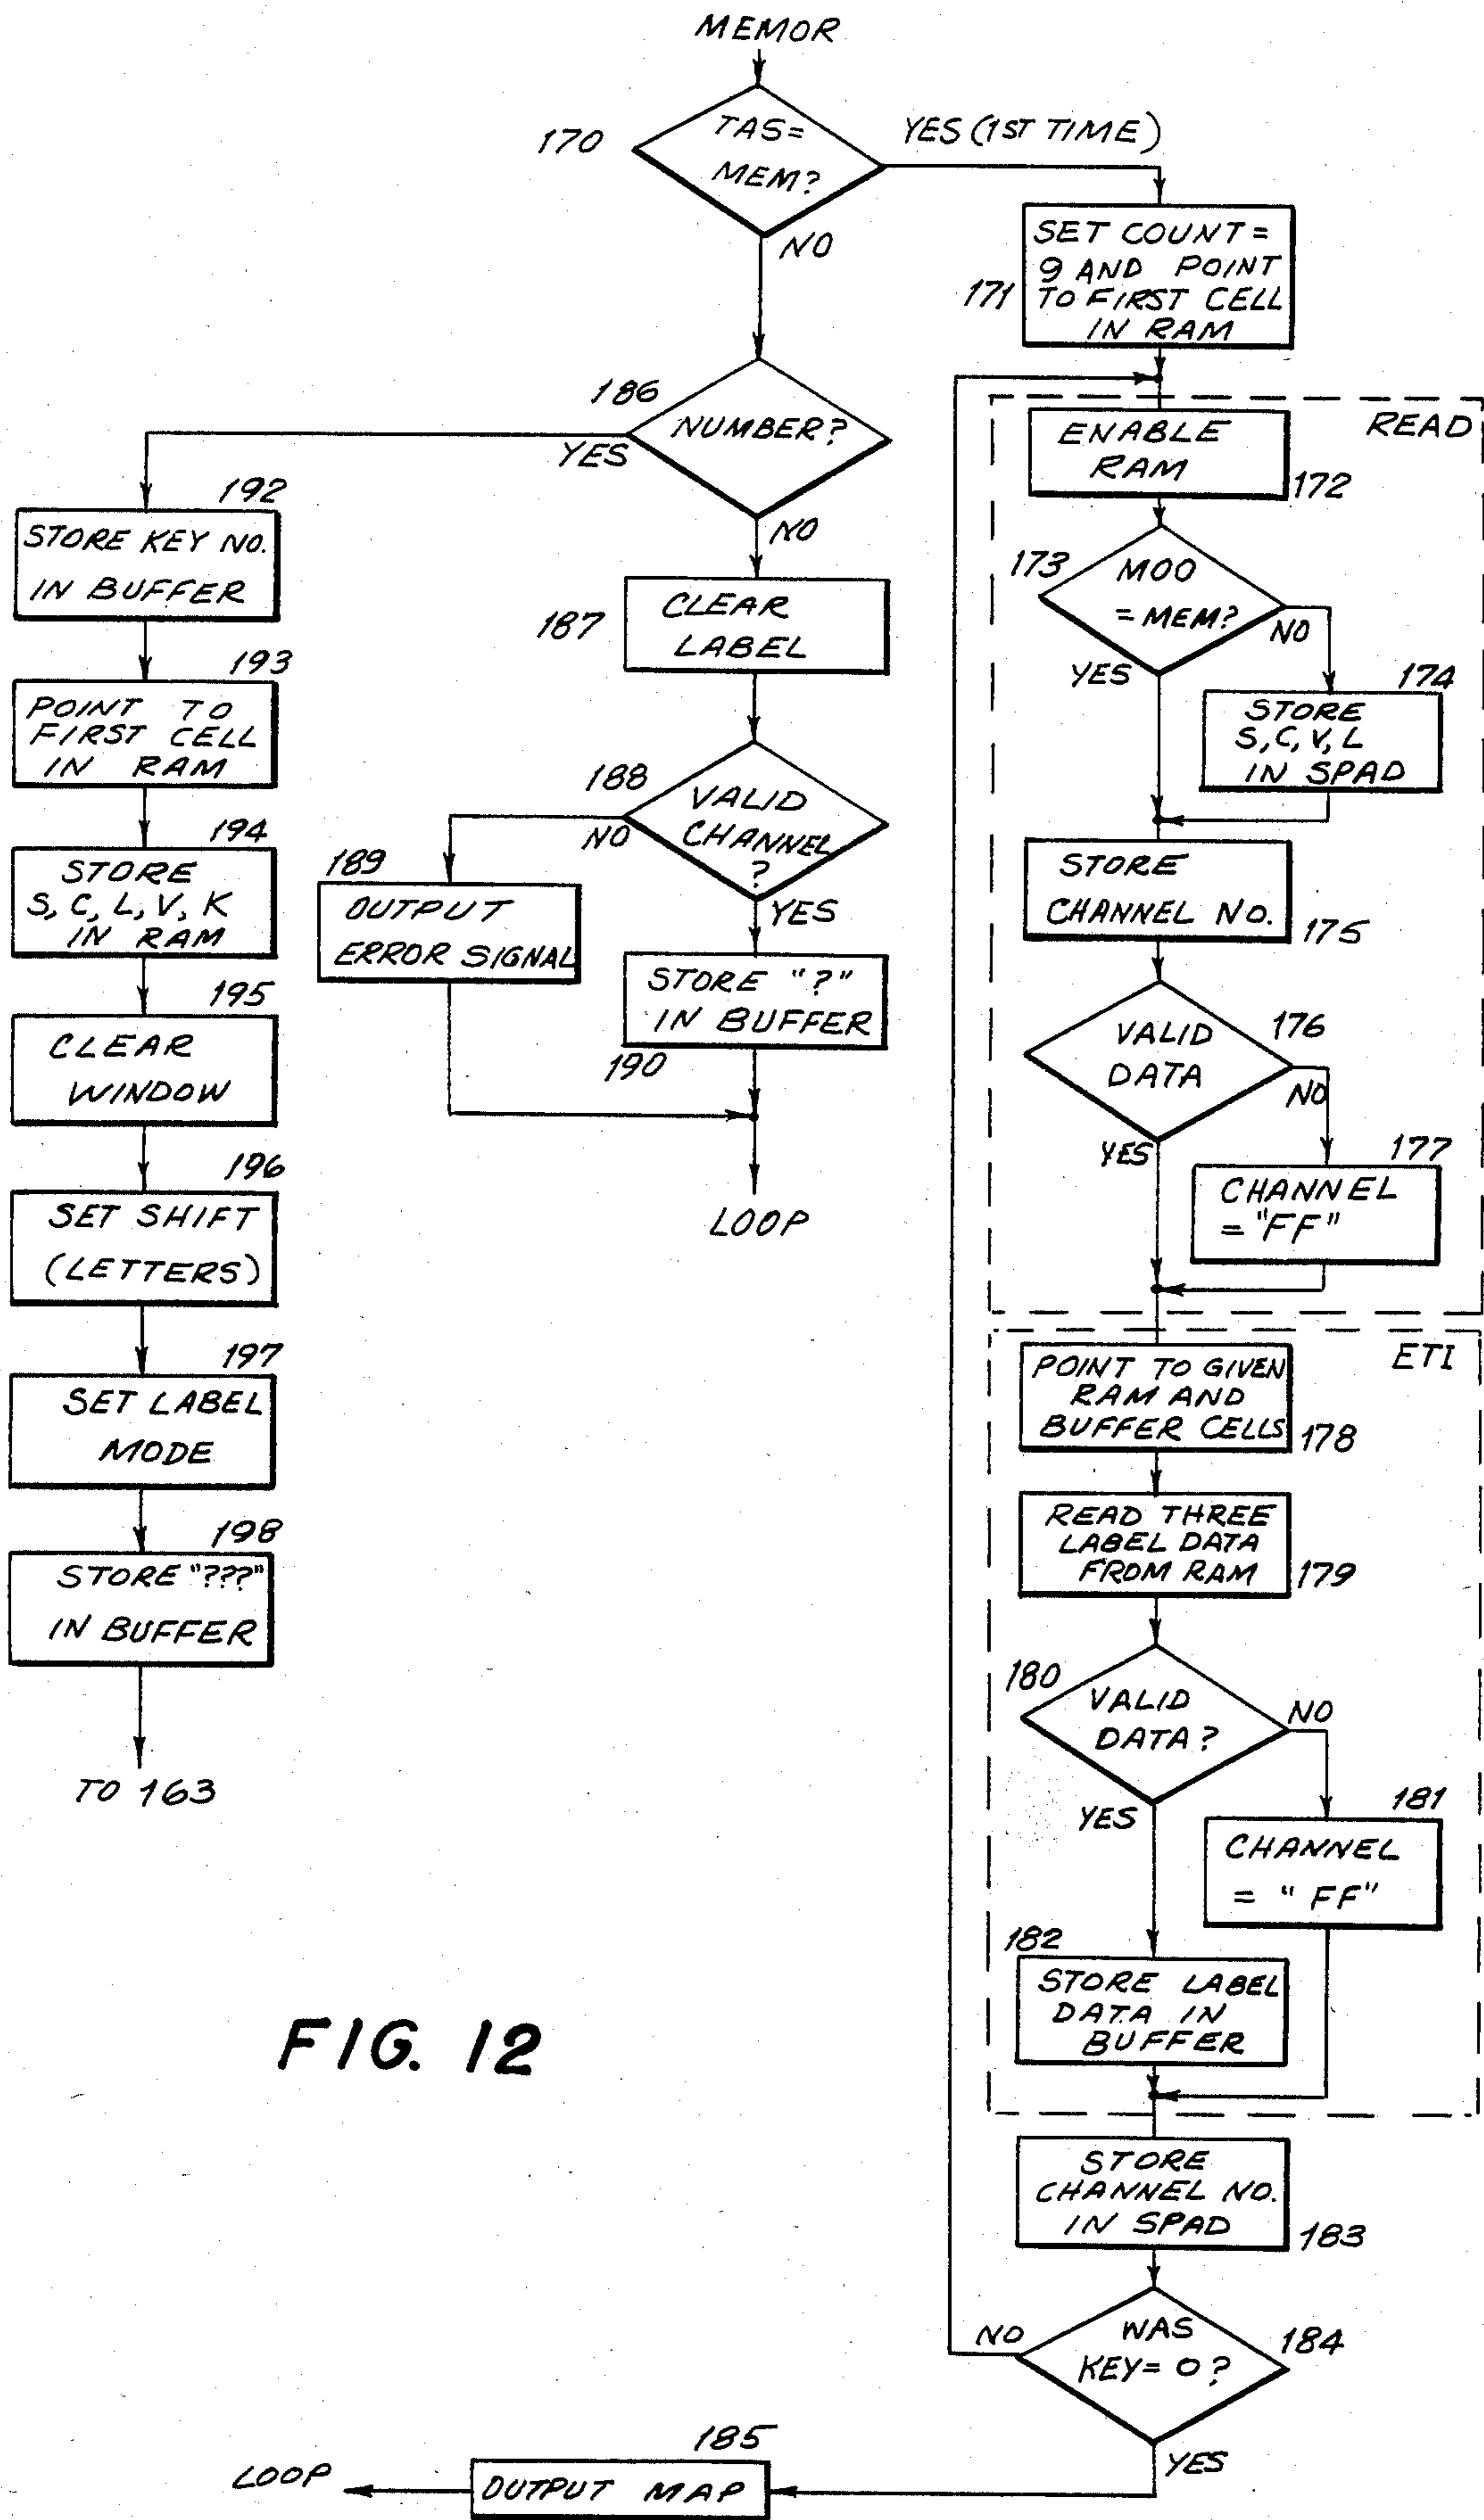 MEMOR
170
TAS=
MEM?
YES (1ST TIME)
NO
171
SET COUNT =
9 AND POINT
TO FIRST CELL
IN RAM
READ
ENABLE
RAM
172
173
MOO
= MEM?
NO
YES
174
STORE
S, C, V, L
IN SPAD
STORE
CHANNEL NO.
175
VALID
DATA
176
NO
YES
177
CHANNEL
= "FF"
ETI
POINT TO GIVEN
RAM AND
BUFFER CELLS
178
READ THREE
LABEL DATA
FROM RAM
179
180
VALID
DATA?
NO
YES
181
CHANNEL
= "FF"
182
STORE LABEL
DATA IN
BUFFER
STORE
CHANNEL NO.
IN SPAD
183
WAS
KEY= 0?
184
NO
YES
185
OUTPUT MAP
LOOP
186
NUMBER?
YES
NO
187
CLEAR
LABEL
188
VALID
CHANNEL
?
NO
YES
189
OUTPUT
ERROR SIGNAL
STORE "?"
IN BUFFER
190
LOOP
192
STORE KEY NO.
IN BUFFER
193
POINT TO
FIRST CELL
IN RAM
194
STORE
S, C, L, V, K
IN RAM
195
CLEAR
WINDOW
196
SET SHIFT
(LETTERS)
197
SET LABEL
MODE
198
STORE "???"
IN BUFFER
TO 163
FIG. 12